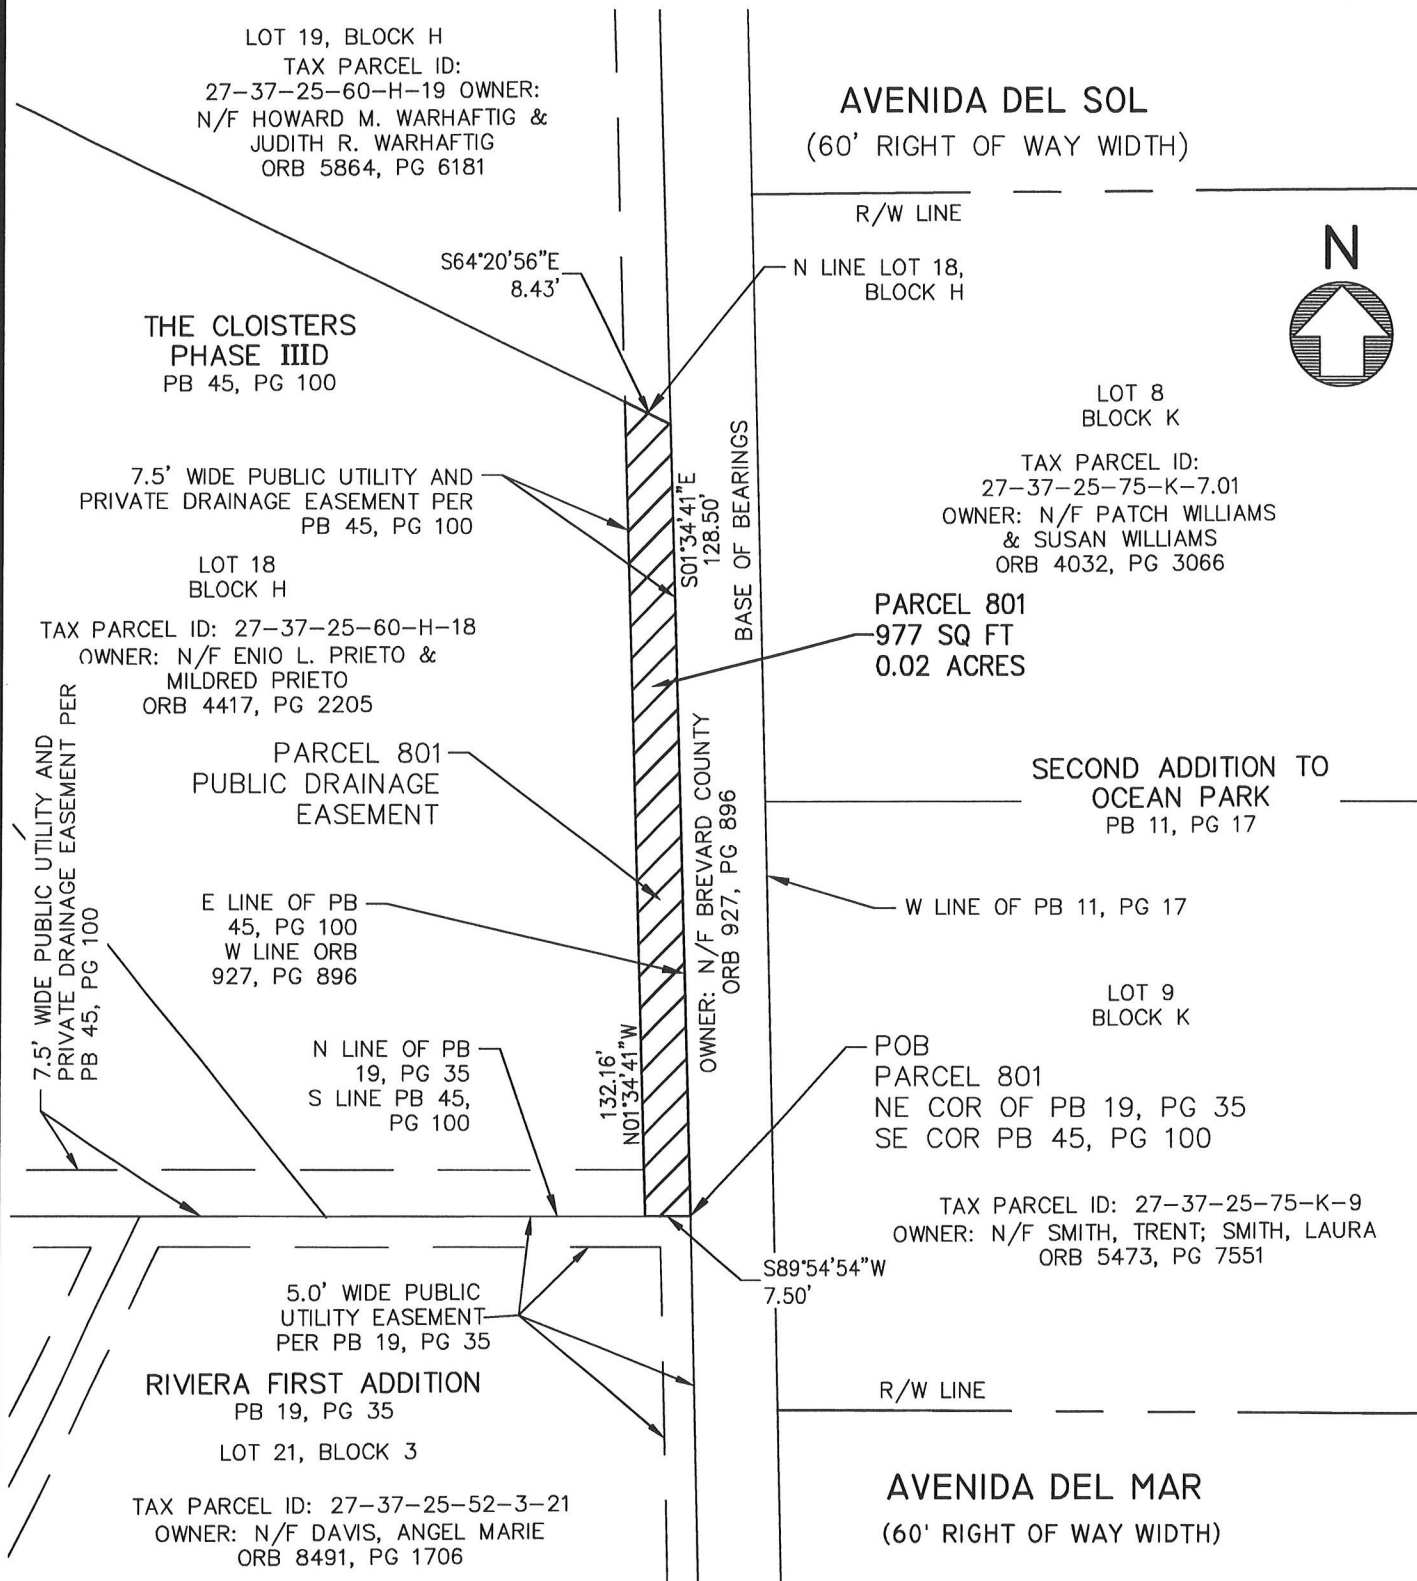 LOT 19, BLOCK H
TAX PARCEL ID:
27-37-25-60-H-19 OWNER:
N/F HOWARD M. WARHAFTIG &
JUDITH R. WARHAFTIG
ORB 5864, PG 6181
AVENIDA DEL SOL
(60' RIGHT OF WAY WIDTH)
R/W LINE
N
S64°20'56"E
8.43'
N LINE LOT 18,
BLOCK H
THE CLOISTERS
PHASE IIID
PB 45, PG 100
LOT 8
BLOCK K
TAX PARCEL ID:
27-37-25-75-K-7.01
OWNER: N/F PATCH WILLIAMS
& SUSAN WILLIAMS
ORB 4032, PG 3066
7.5' WIDE PUBLIC UTILITY AND
PRIVATE DRAINAGE EASEMENT PER
PB 45, PG 100
S01°34'41"E
128.50'
BASE OF BEARINGS
LOT 18
BLOCK H
TAX PARCEL ID: 27-37-25-60-H-18
OWNER: N/F ENIO L. PRIETO &
MILDRED PRIETO
ORB 4417, PG 2205
PARCEL 801
977 SQ FT
0.02 ACRES
7.5' WIDE PUBLIC UTILITY AND
PRIVATE DRAINAGE EASEMENT PER
PB 45, PG 100
PARCEL 801
PUBLIC DRAINAGE
EASEMENT
OWNER: N/F BREVARD COUNTY
ORB 927, PG 896
SECOND ADDITION TO
OCEAN PARK
PB 11, PG 17
E LINE OF PB
45, PG 100
W LINE ORB
927, PG 896
W LINE OF PB 11, PG 17
LOT 9
BLOCK K
N LINE OF PB
19, PG 35
S LINE PB 45,
PG 100
132.16'
N01°34'41"W
POB
PARCEL 801
NE COR OF PB 19, PG 35
SE COR PB 45, PG 100
TAX PARCEL ID: 27-37-25-75-K-9
OWNER: N/F SMITH, TRENT; SMITH, LAURA
ORB 5473, PG 7551
S89°54'54"W
7.50'
5.0' WIDE PUBLIC
UTILITY EASEMENT
PER PB 19, PG 35
RIVIERA FIRST ADDITION
PB 19, PG 35
LOT 21, BLOCK 3
TAX PARCEL ID: 27-37-25-52-3-21
OWNER: N/F DAVIS, ANGEL MARIE
ORB 8491, PG 1706
R/W LINE
AVENIDA DEL MAR
(60' RIGHT OF WAY WIDTH)